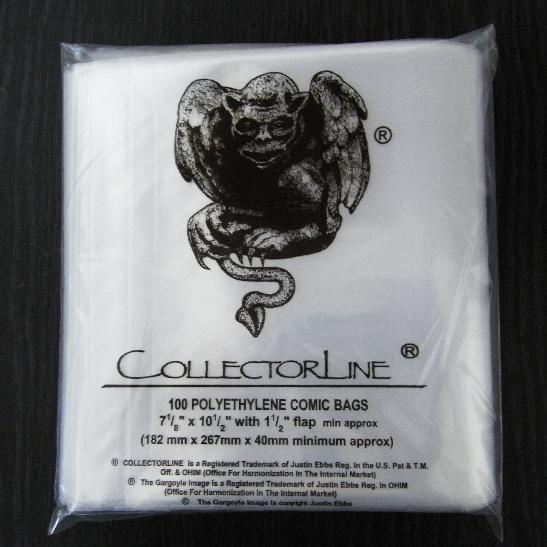 ®
COLLECTORLINE ®
100 POLYETHYLENE COMIC BAGS
7 1/8" x 10 1/2" with 1 1/2" flap min approx
(182 mm x 267mm x 40mm minimum approx)
® COLLECTORLINE is a Registered Trademark of Justin Ebbs Reg. In the U.S. Pat & T.M.
Off. & OHIM (Office For Harmonization In The Internal Market)
® The Gargoyle Image is a Registered Trademark of Justin Ebbs Reg. in OHIM
(Office For Harmonization In The Internal Market)
© The Gargoyle Image is copyright Justin Ebbs